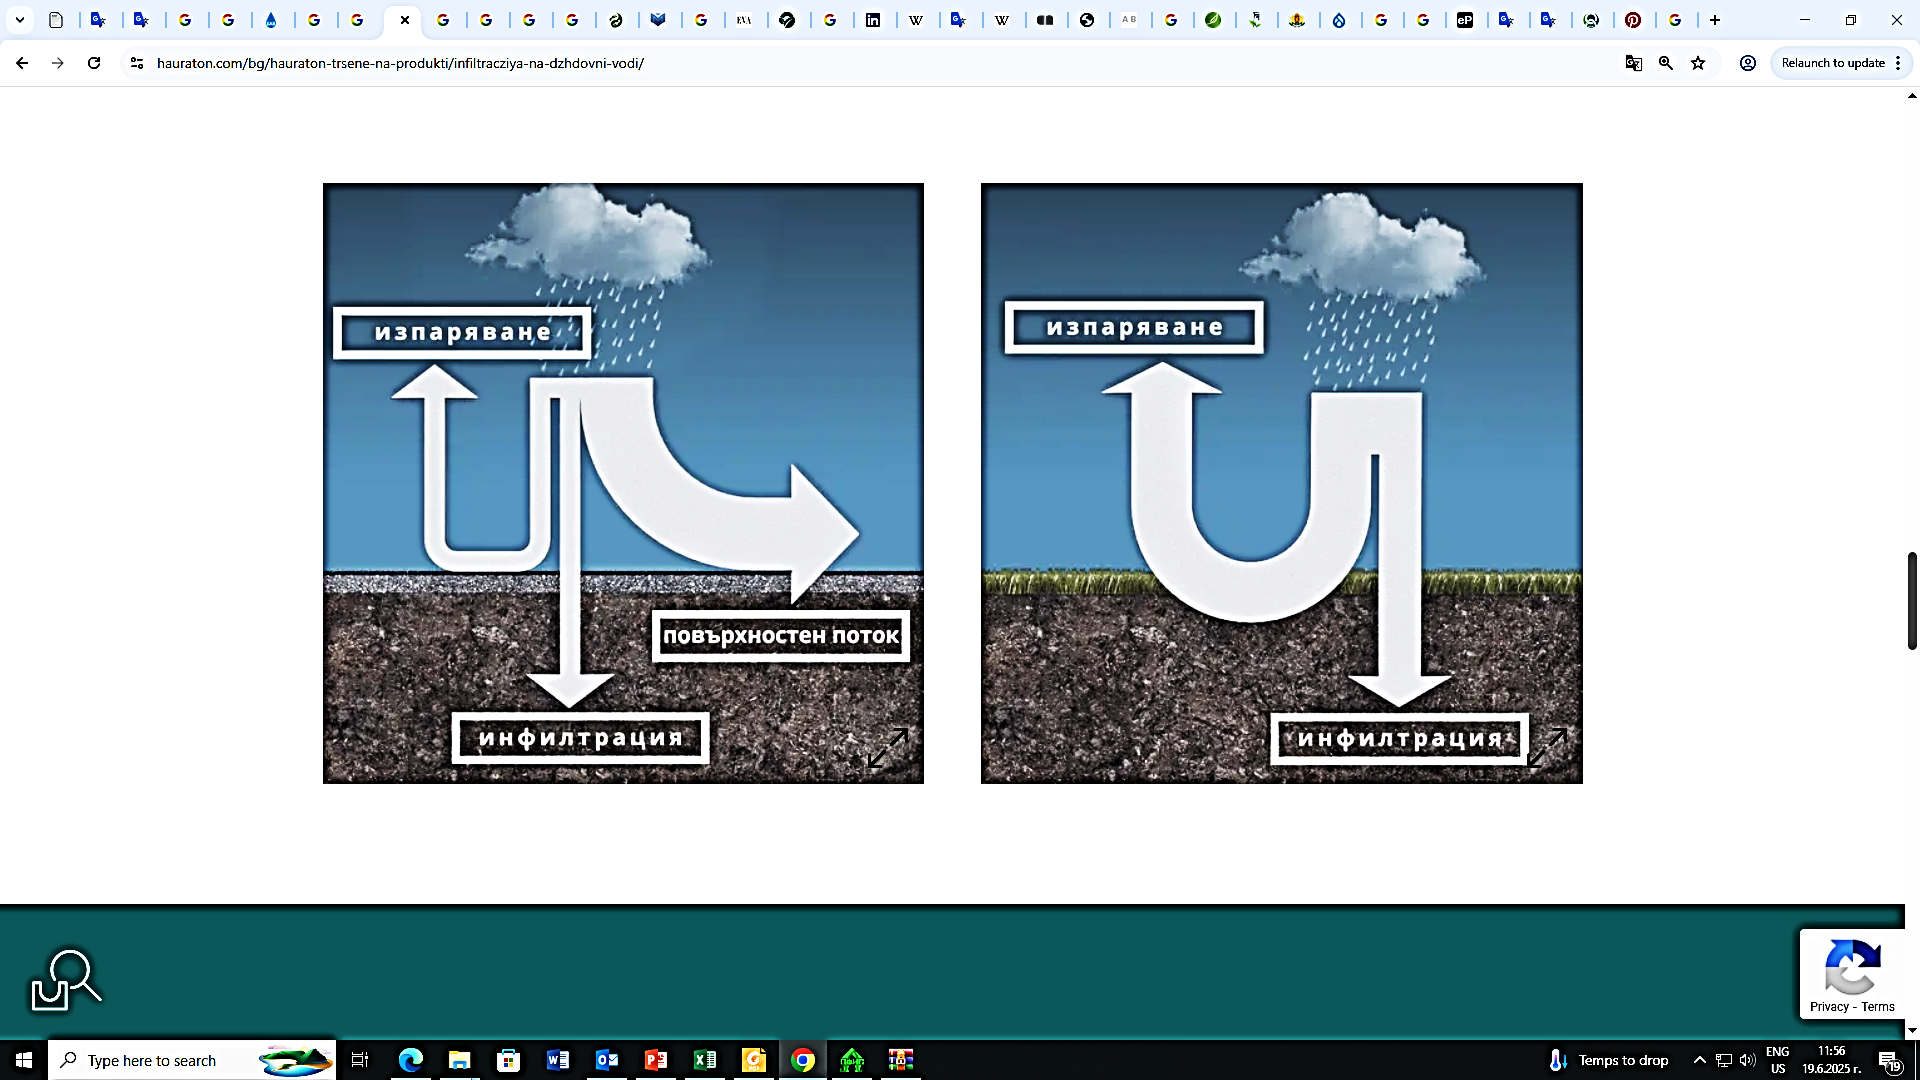 hauraton.com/bg/hauraton-trsene-na-produkti/infiltracziya-na-dzhdovni-vodi/
Relaunch to update
изпаряване
изпаряване
повърхностен поток
инфилтрация
инфилтрация
Privacy - Terms
Type here to search
Temps to drop
ENG
US
11:56
19.6.2025 г.
19